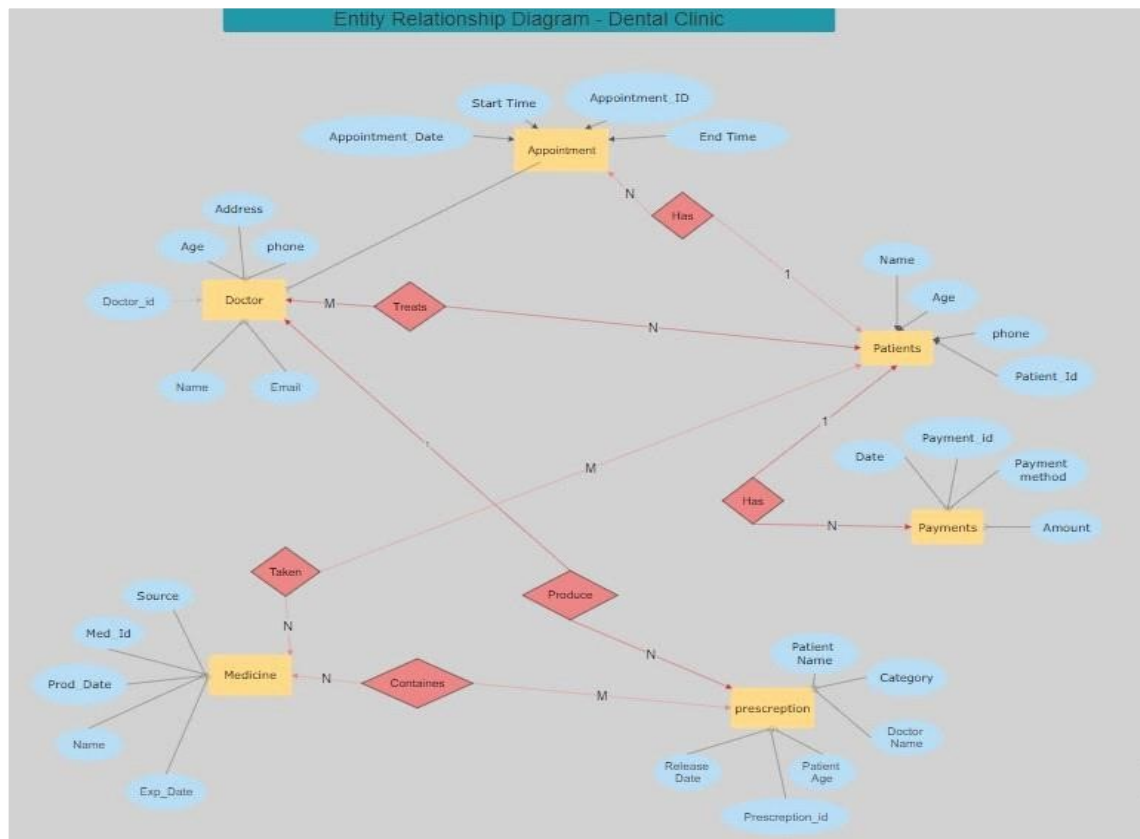 Entity Relationship Diagram - Dental Clinic
Start Time
Appointment_ID
Appointment_Date
End Time
Appointment
N
Has
1
Address
Age
phone
Doctor_id
Doctor
Name
Email
M
Treats
N
Name
Age
phone
Patient_Id
Patients
1
M
Has
N
Date
Payment_id
Payment
method
Payments
Amount
Taken
N
Produce
N
Source
Med_Id
Prod_Date
Name
Exp_Date
Medicine
N
Containes
M
Patient
Name
Category
prescreption
Doctor
Name
Release
Date
Patient
Age
Prescreption_id